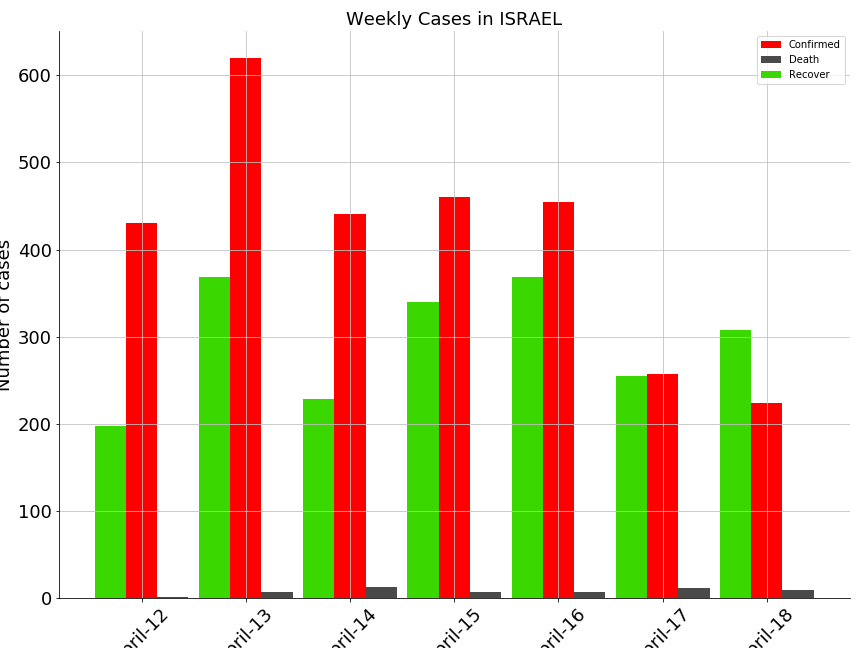 Weekly Cases in ISRAEL
Confirmed
Death
Recover
Number of cases
600
500
400
300
200
100
0
pril-12
pril-13
pril-14
pril-15
pril-16
pril-17
pril-18